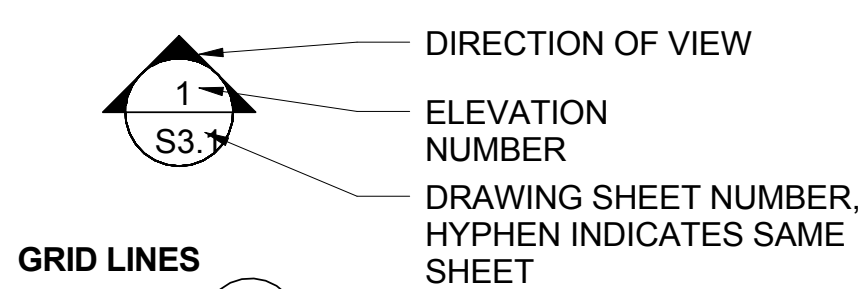 DIRECTION OF VIEW
1
ELEVATION
NUMBER
S3.1
DRAWING SHEET NUMBER,
HYPHEN INDICATES SAME
SHEET
GRID LINES